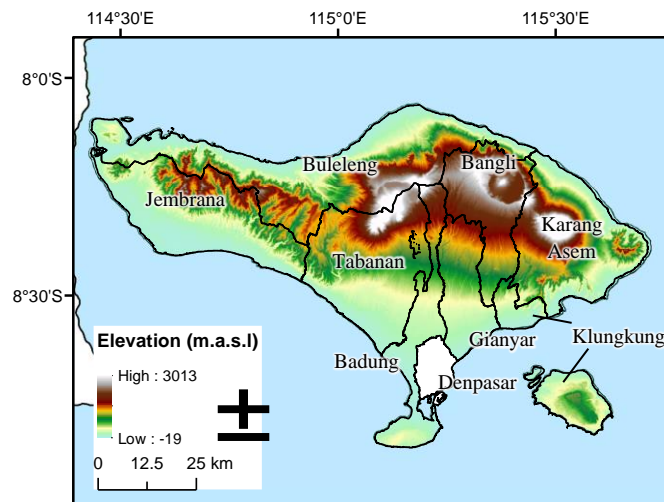 114°30'E 115°0'E 115°30'E
8°0'S
8°30'S
Buleleng
Bangli
Jembrana
Karang
Asem
Tabanan
Badung
Gianyar
Klungkung
Denpasar
Elevation (m.a.s.l)
High : 3013
Low : -19
0 12.5 25 km